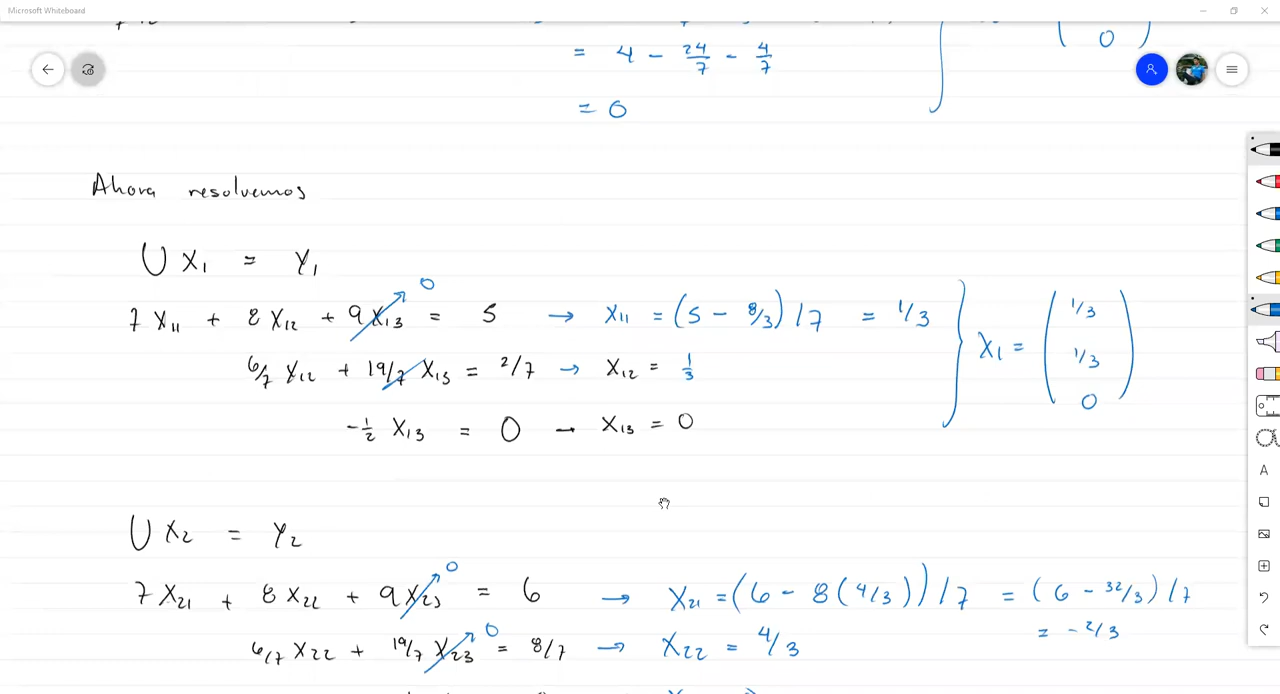 Microsoft Whiteboard
= 4 - 24/7 - 4/7
0
= 0
Ahora resolvemos
U X₁ = Y₁
0
7 X₁₁ + 8 X₁₂ + 9 X₁₃ = 5 → X₁₁ = (5 - 8/3) / 7 = 1/3
6/7 X₁₂ + 19/7 X₁₃ = 2/7 → X₁₂ = 1/3
-1/2 X₁₃ = 0 → X₁₃ = 0
X₁ = (1/3
1/3
0)
U X₂ = Y₂
0
7 X₂₁ + 8 X₂₂ + 9 X₂₃ = 6 → X₂₁ = (6 - 8(4/3)) / 7 = (6 - 32/3) / 7
= -2/3
0
6/7 X₂₂ + 19/7 X₂₃ = 8/7 → X₂₂ = 4/3
A